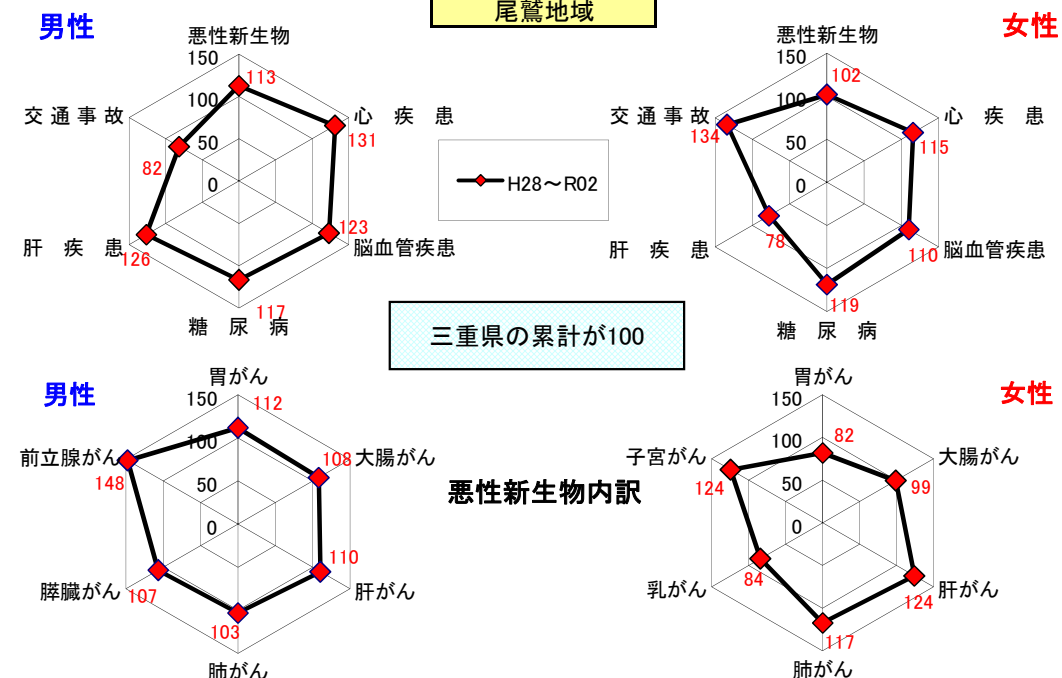 尾鷲地域
男性
女性
悪性新生物
150
113
100
50
0
心 疾 患
131
脳血管疾患
123
糖 尿 病
117
肝 疾 患
126
交 通 事 故
82
H28～R02
悪性新生物
150
102
100
50
0
心 疾 患
115
脳血管疾患
110
糖 尿 病
119
肝 疾 患
78
交 通 事 故
134
三重県の累計が100
男性
女性
胃がん
150
112
100
50
0
大腸がん
108
肝がん
110
肺がん
103
膵臓がん
107
前立腺がん
148
悪性新生物内訳
胃がん
150
82
100
50
0
大腸がん
99
肝がん
124
肺がん
117
乳がん
84
子宮がん
124